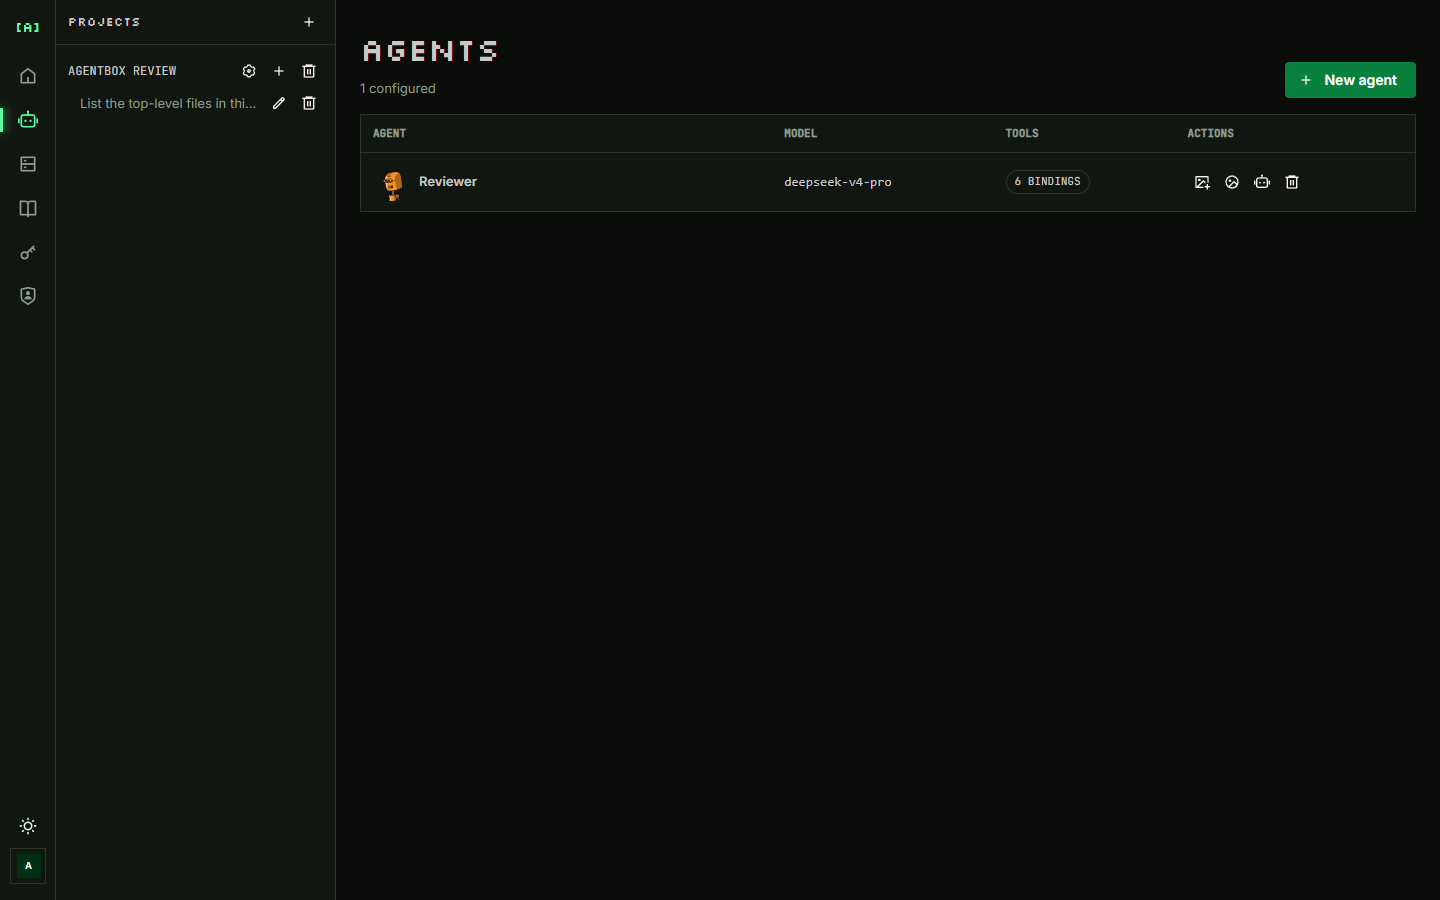 [A]
PROJECTS
AGENTBOX REVIEW
List the top-level files in thi...
AGENTS
1 configured
New agent
AGENT MODEL TOOLS ACTIONS
Reviewer deepseek-v4-pro 6 BINDINGS
A